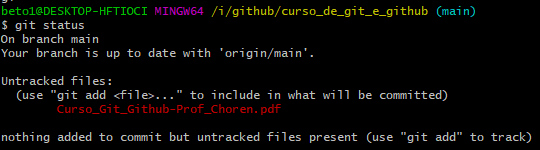 beto1@DESKTOP-HFTIOCI MINGW64 /i/github/curso_de_git_e_github (main)
$ git status
On branch main
Your branch is up to date with 'origin/main'.

Untracked files:
  (use "git add <file>..." to include in what will be committed)
        Curso_Git_Github-Prof_Choren.pdf

nothing added to commit but untracked files present (use "git add" to track)